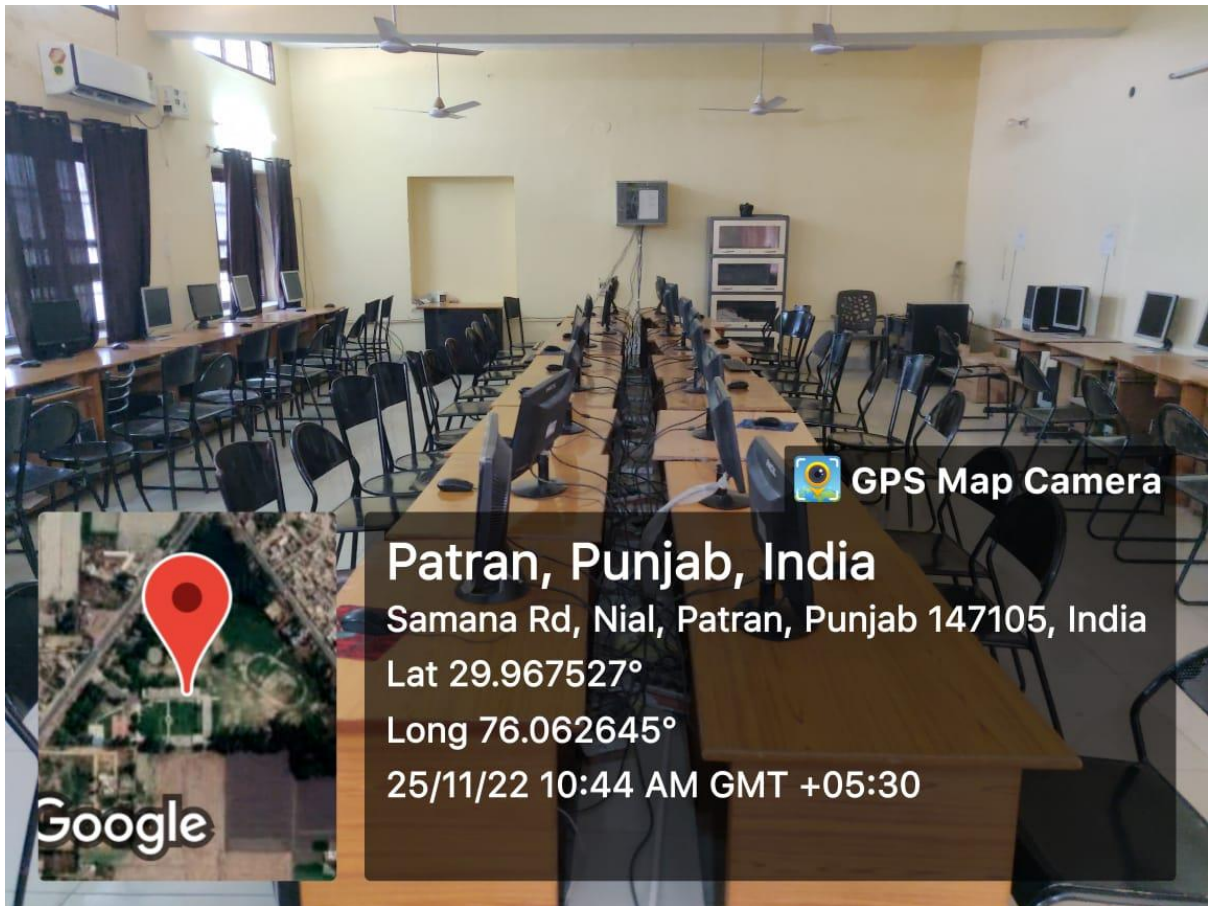 GPS Map Camera
Patran, Punjab, India
Samana Rd, Nial, Patran, Punjab 147105, India
Lat 29.967527°
Long 76.062645°
25/11/22 10:44 AM GMT +05:30
Google